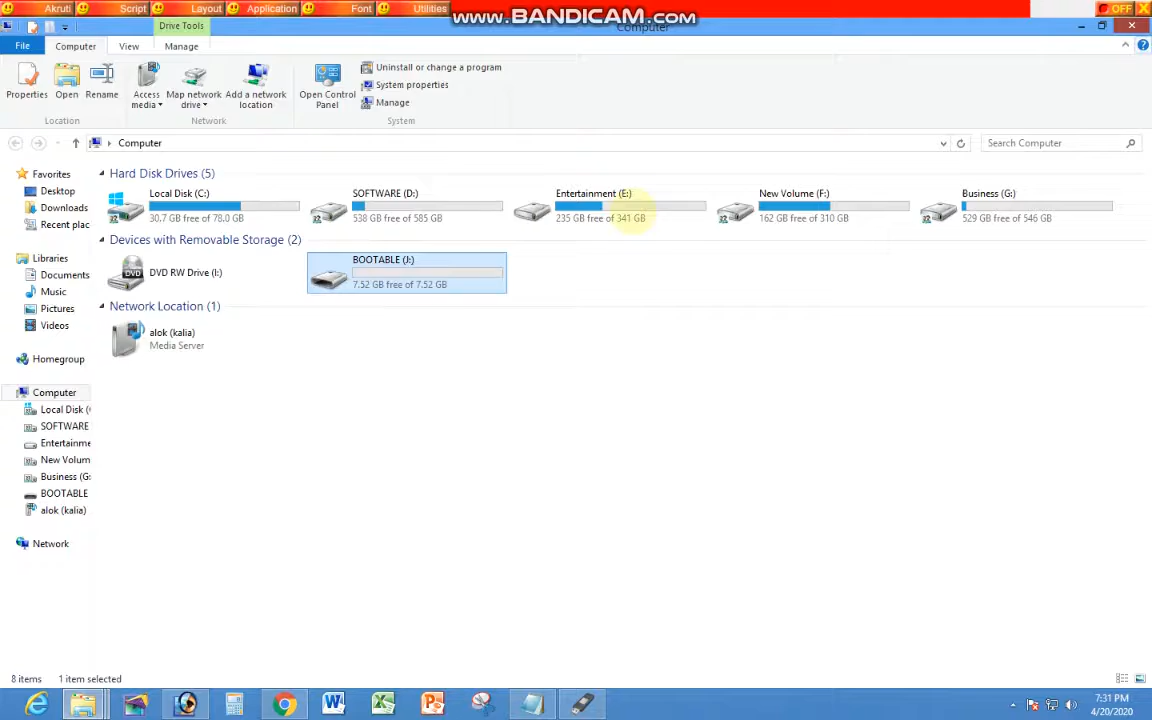 Akruti
Script
Layout
Application
Font
Utilities
OFF
www.BANDICAM.com
Drive Tools
Computer
File
Computer
View
Manage
Properties
Open
Rename
Access media
Map network drive
Add a network location
Open Control Panel
Uninstall or change a program
System properties
Manage
Location
Network
System
Computer
Search Computer
Favorites
Desktop
Downloads
Recent plac
Libraries
Documents
Music
Pictures
Videos
Homegroup
Computer
Local Disk (
SOFTWARE
Entertainme
New Volum
Business (G:
BOOTABLE
alok (kalia)
Network
Hard Disk Drives (5)
Local Disk (C:)
30.7 GB free of 78.0 GB
SOFTWARE (D:)
538 GB free of 585 GB
Entertainment (E:)
235 GB free of 341 GB
New Volume (F:)
162 GB free of 310 GB
Business (G:)
529 GB free of 546 GB
Devices with Removable Storage (2)
DVD
DVD RW Drive (I:)
BOOTABLE (J:)
7.52 GB free of 7.52 GB
Network Location (1)
alok (kalia)
Media Server
8 items
1 item selected
7:31 PM
4/20/2020